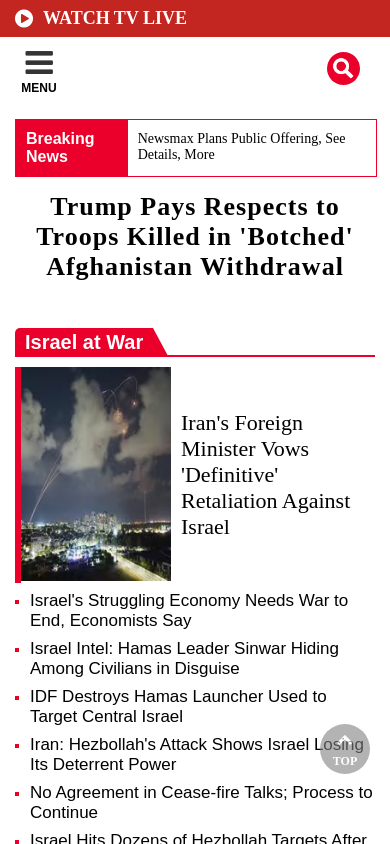 WATCH TV LIVE
MENU
Breaking
News
Newsmax Plans Public Offering, See
Details, More
Trump Pays Respects to
Troops Killed in 'Botched'
Afghanistan Withdrawal
Israel at War
Iran's Foreign
Minister Vows
'Definitive'
Retaliation Against
Israel
Israel's Struggling Economy Needs War to
End, Economists Say
Israel Intel: Hamas Leader Sinwar Hiding
Among Civilians in Disguise
IDF Destroys Hamas Launcher Used to
Target Central Israel
Iran: Hezbollah's Attack Shows Israel Losing
Its Deterrent Power
TOP
No Agreement in Cease-fire Talks; Process to
Continue
Israel Hits Dozens of Hezbollah Targets After